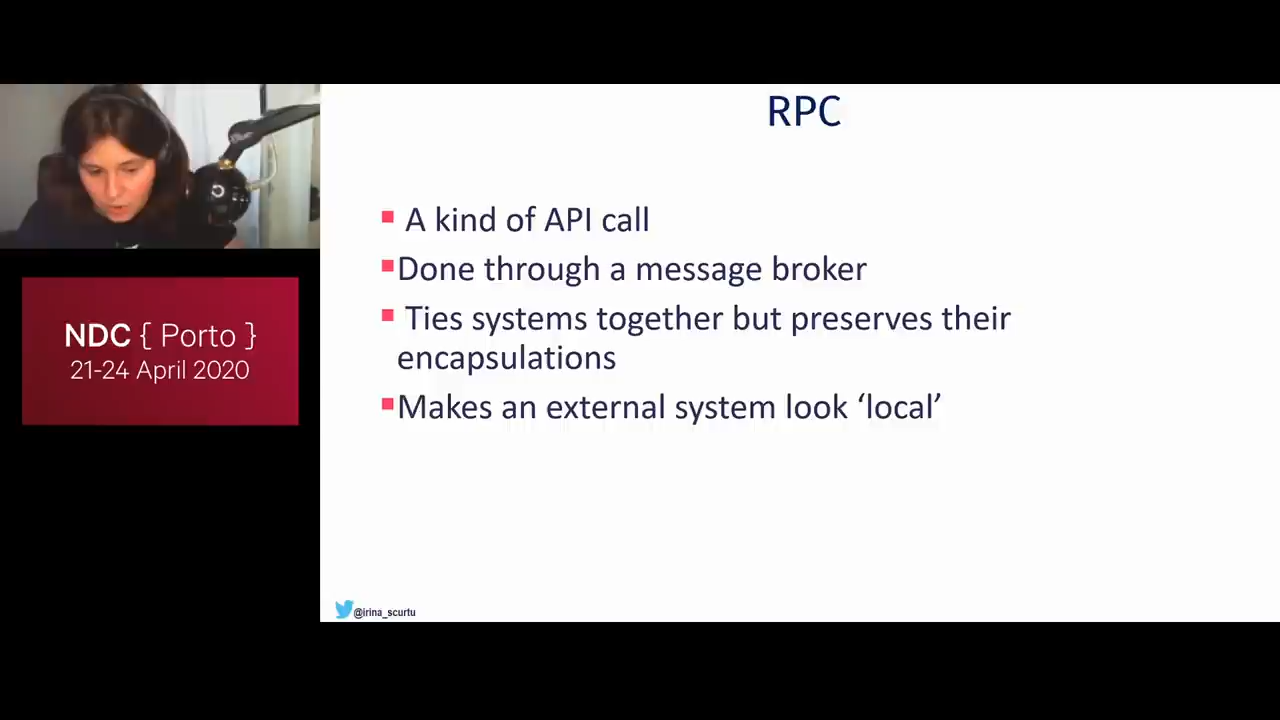 RPC
A kind of API call
Done through a message broker
Ties systems together but preserves their
encapsulations
Makes an external system look ‘local’
NDC { Porto }
21-24 April 2020
@irina_scurtu